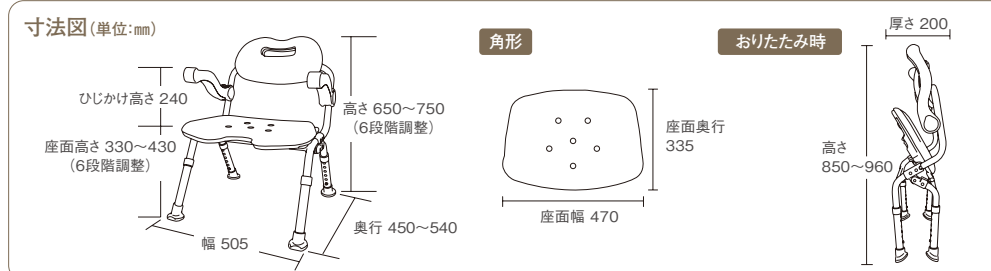 寸法図(単位:㎜)
ひじかけ高さ 240
座面高さ 330〜430
(6段階調整)
高さ 650〜750
(6段階調整)
幅 505
奥行 450〜540
角形
座面奥行
335
座面幅 470
おりたたみ時
厚さ 200
高さ
850〜960